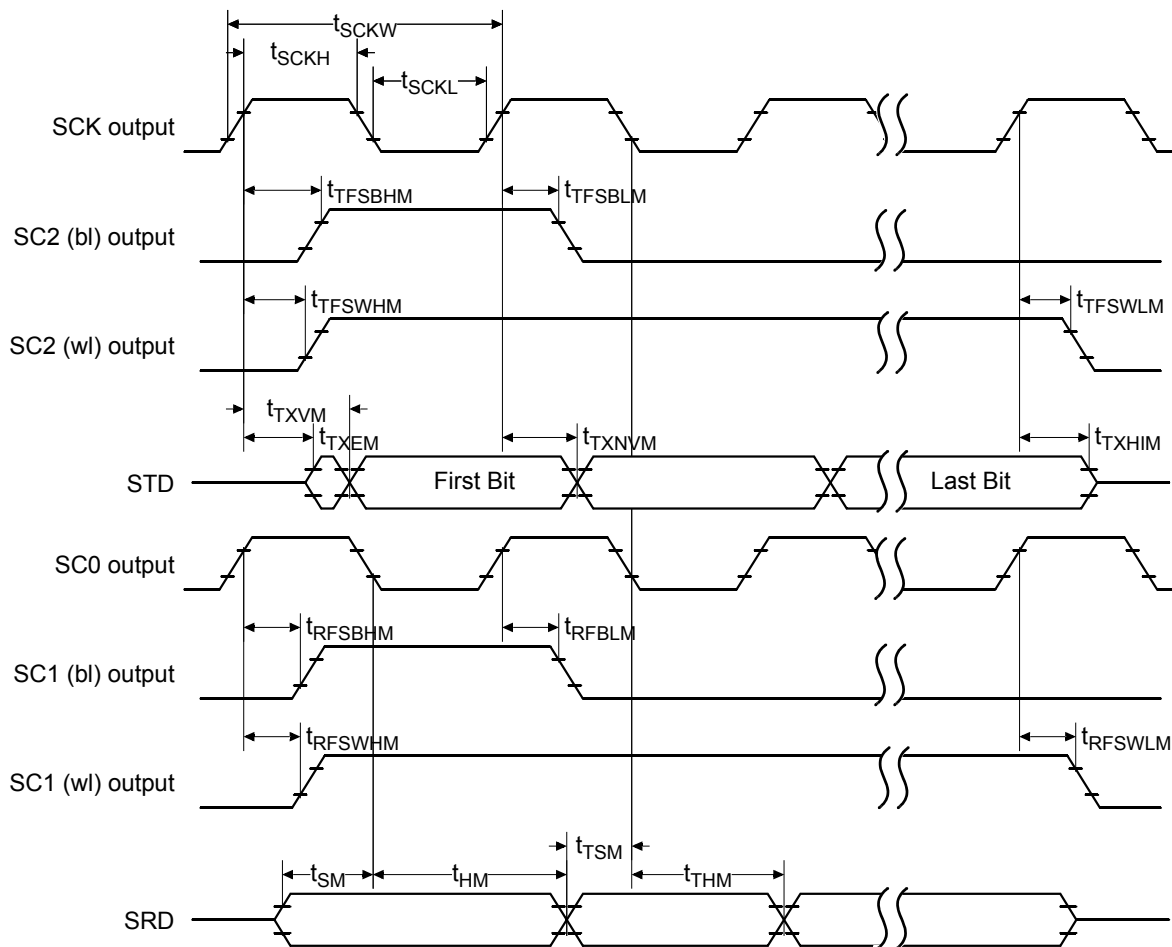 tSCKW
tSCKH
tSCKL
SCK output
tTFSBHM
tTFSBLM
SC2 (bl) output
tTFSWHM
tTFSWLM
SC2 (wl) output
tTXVM
tTXEM
tTXNVM
tTXHIM
STD
First Bit
Last Bit
SC0 output
tRFSBHM
tRFBLM
SC1 (bl) output
tRFSWHM
tRFSWLM
SC1 (wl) output
tTSM
tSM
tHM
tTHM
SRD